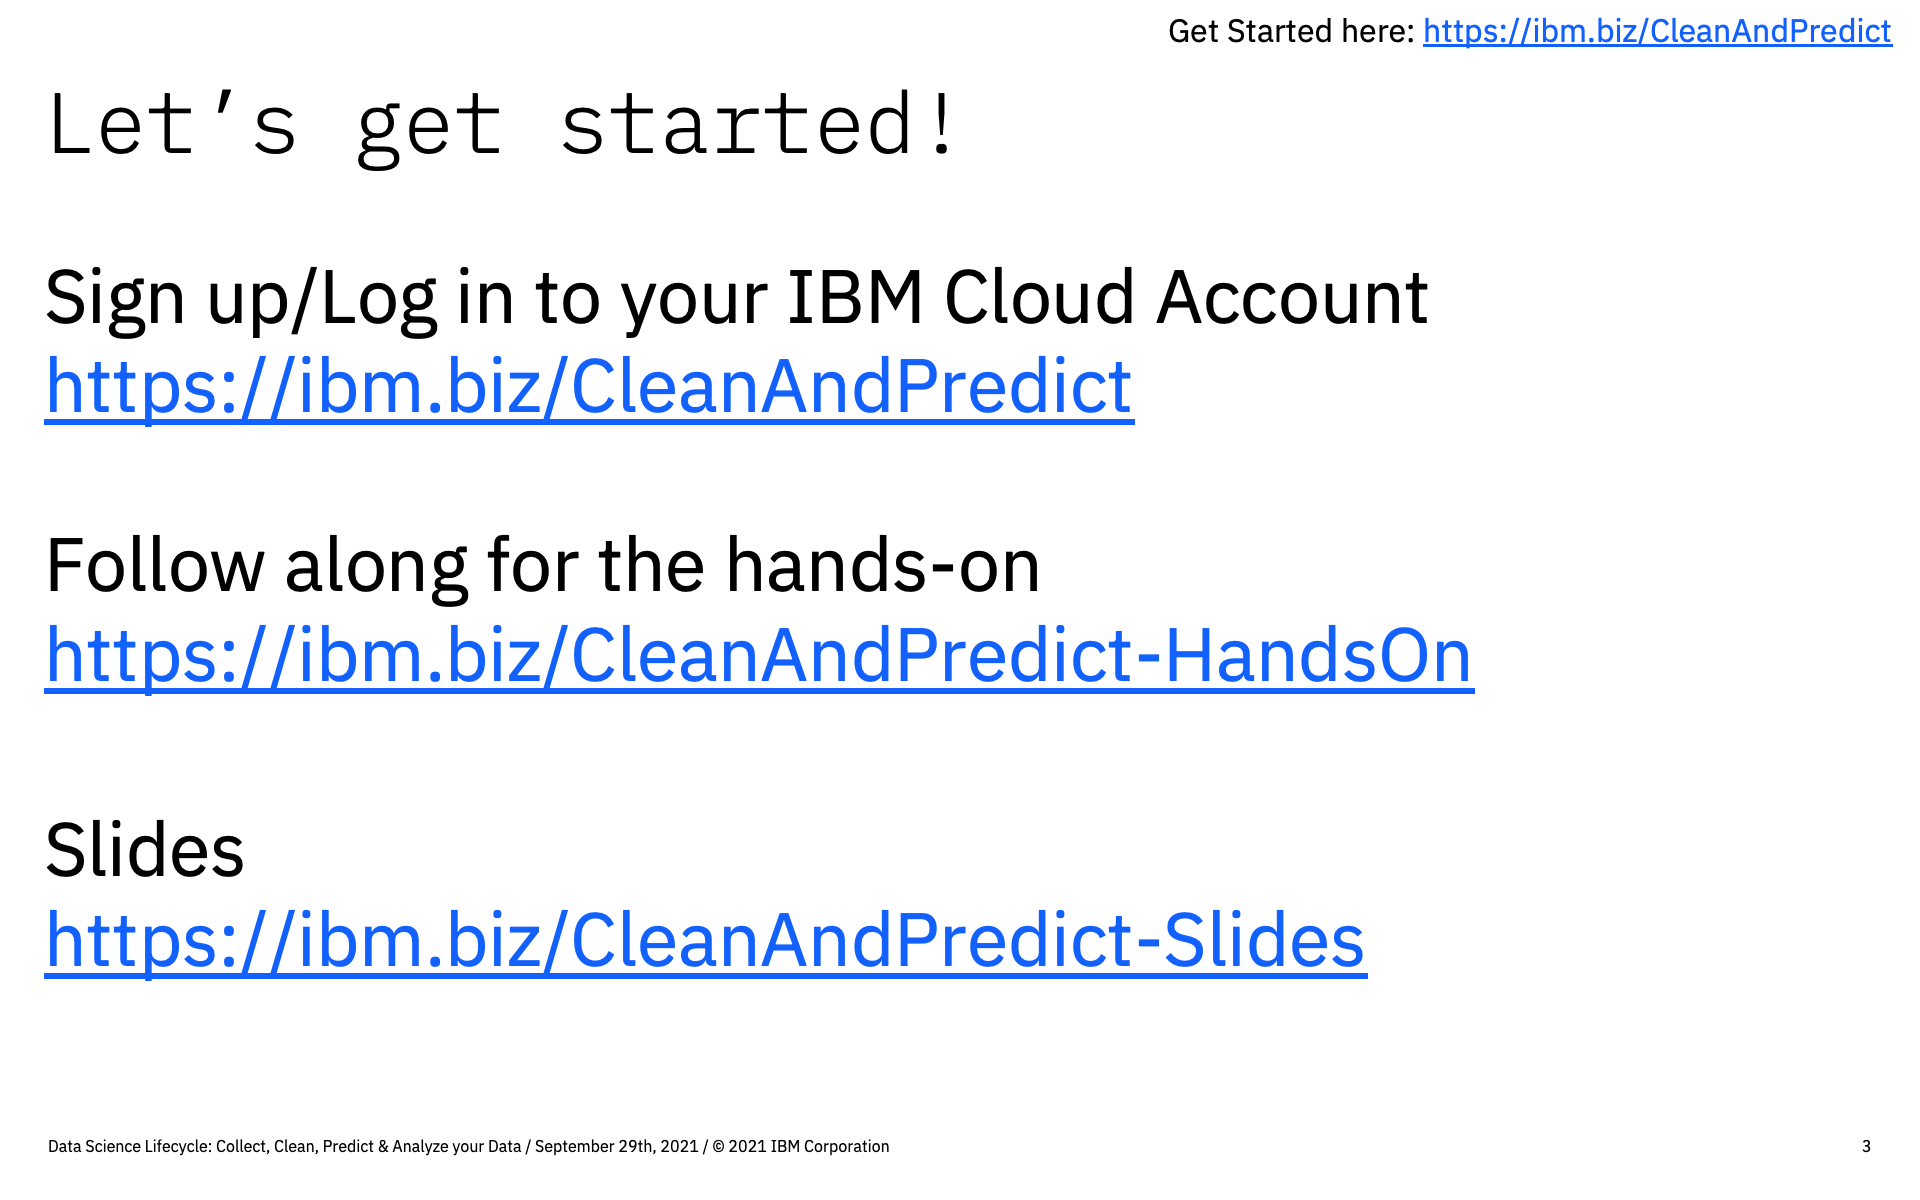 Get Started here: https://ibm.biz/CleanAndPredict
Let’s get started!
Sign up/Log in to your IBM Cloud Account
https://ibm.biz/CleanAndPredict
Follow along for the hands-on
https://ibm.biz/CleanAndPredict-HandsOn
Slides
https://ibm.biz/CleanAndPredict-Slides
Data Science Lifecycle: Collect, Clean, Predict & Analyze your Data / September 29th, 2021 / © 2021 IBM Corporation
3